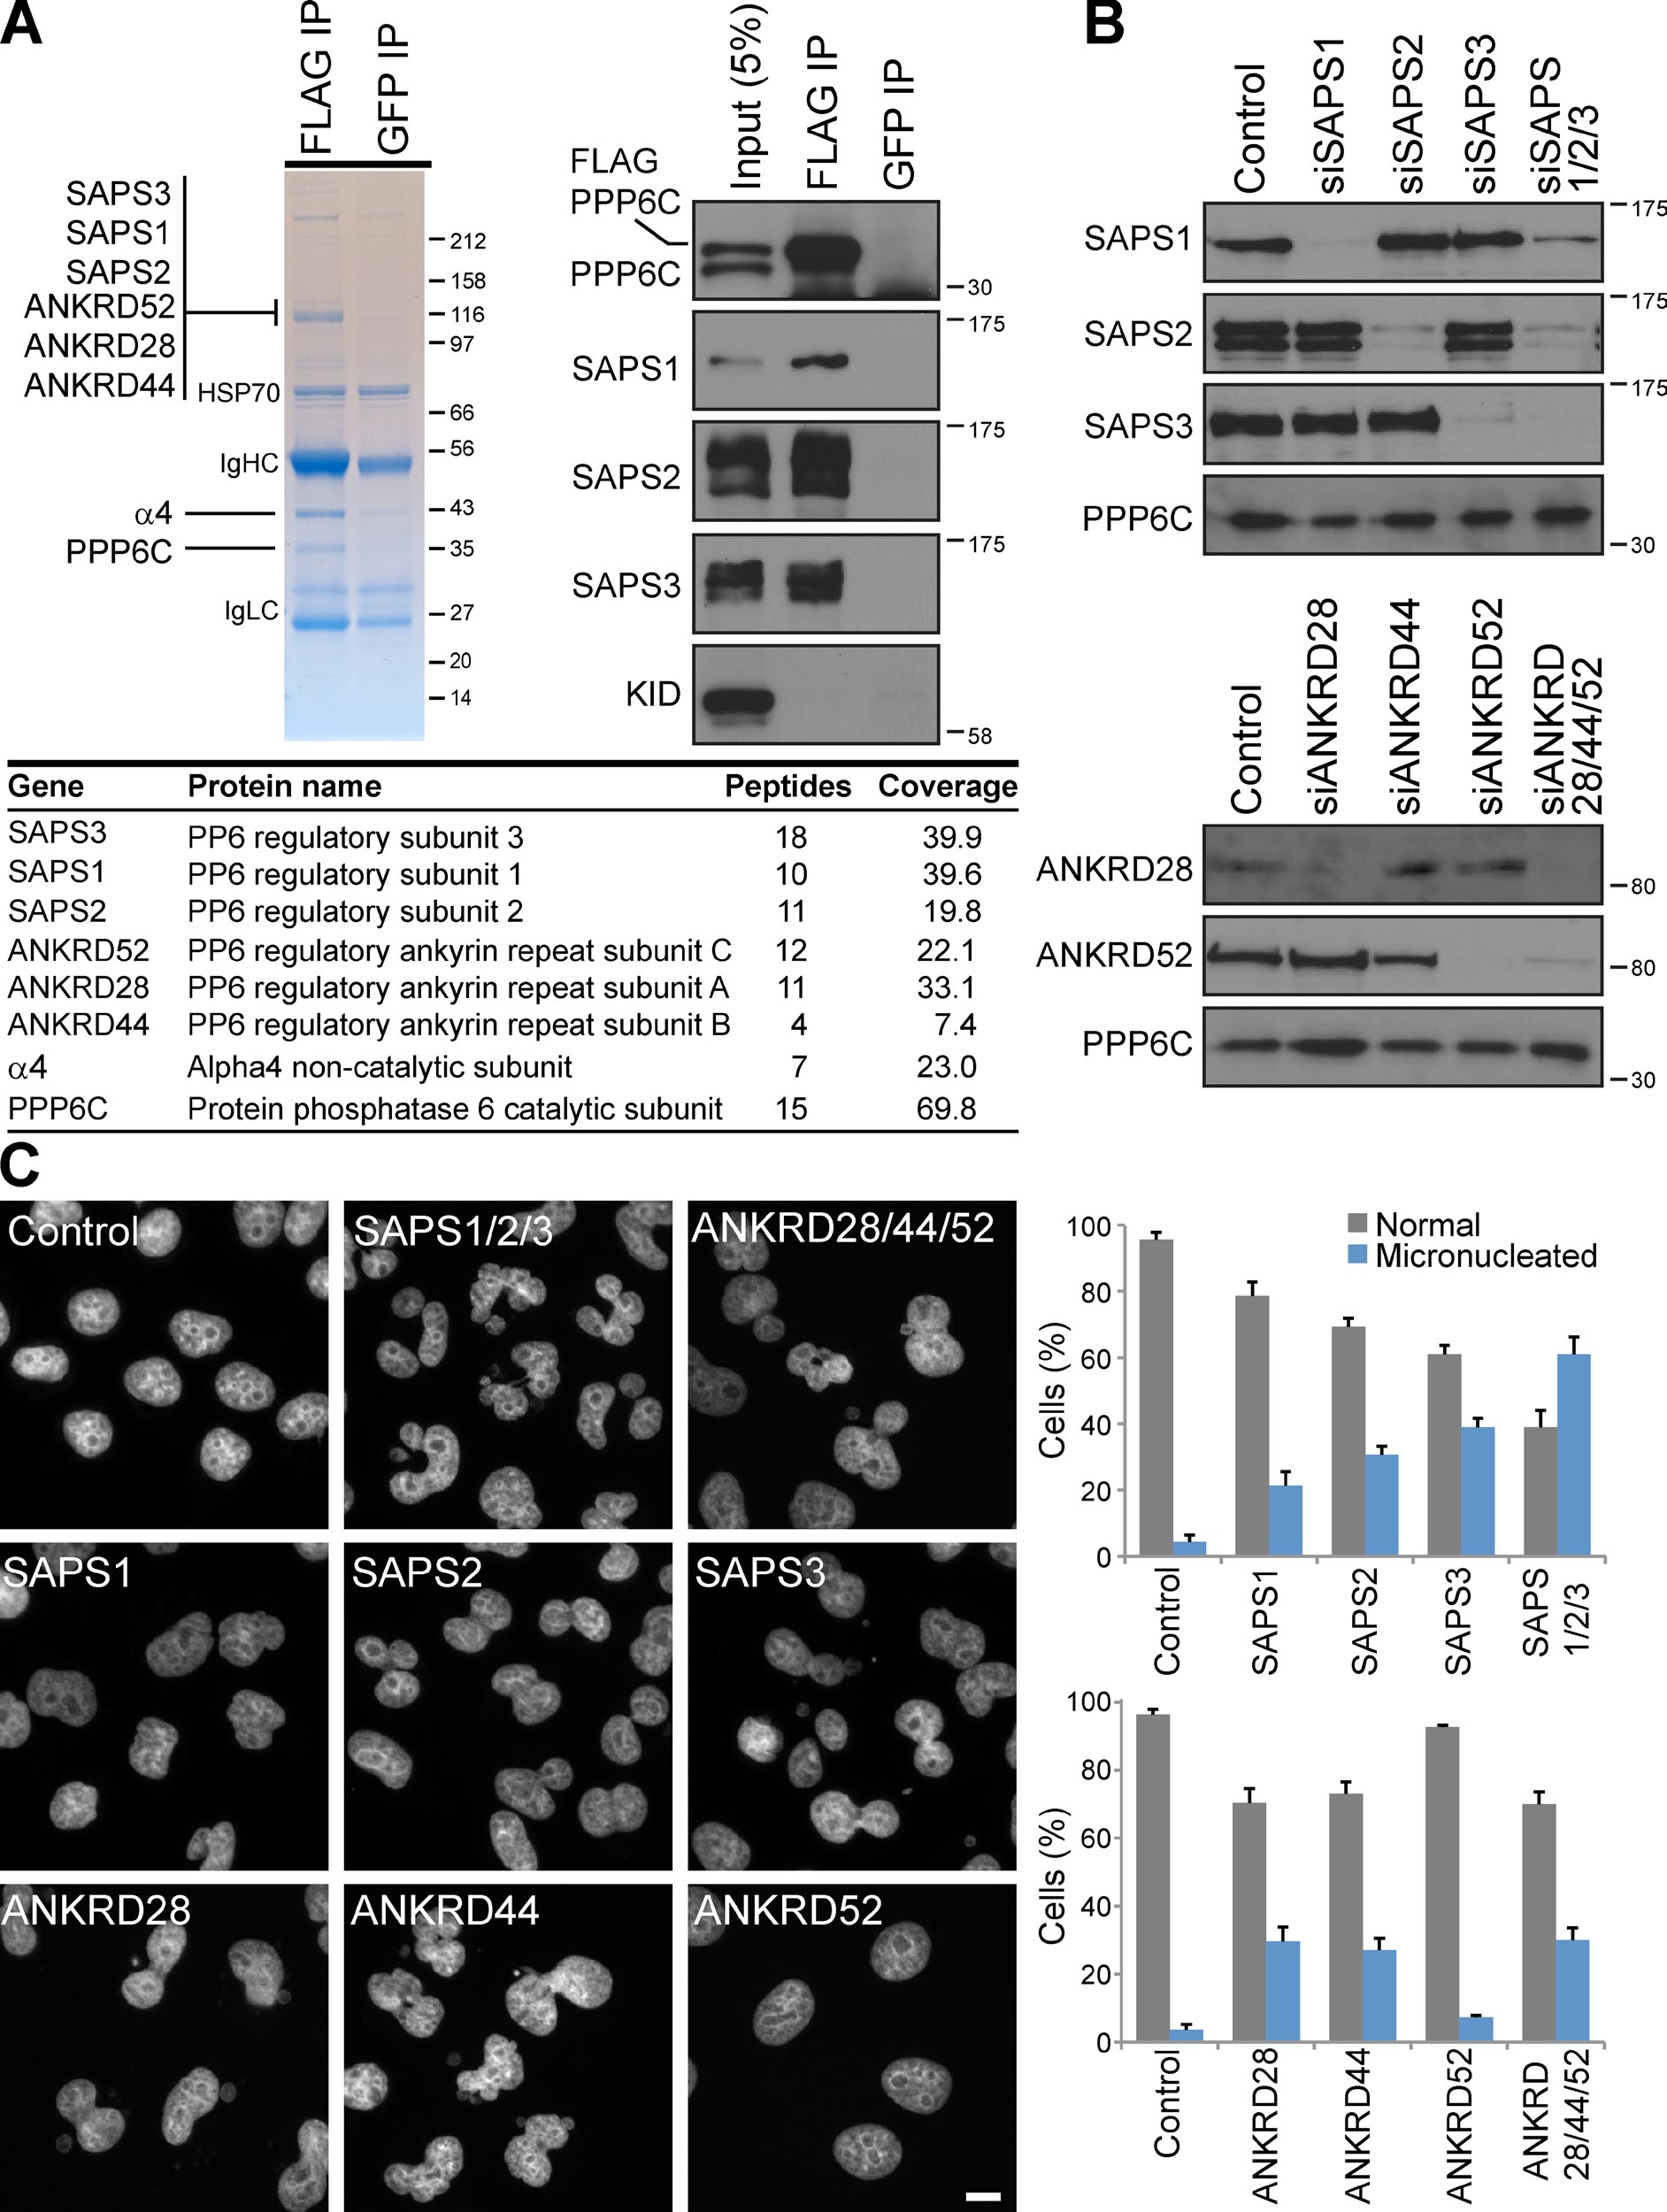 A
FLAG IP
GFP IP
SAPS3
SAPS1
SAPS2
ANKRD52
ANKRD28
ANKRD44
HSP70
IgHC
α4
PPP6C
IgLC
212
158
116
97
66
56
43
35
27
20
14
Input (5%)
FLAG IP
GFP IP
FLAG
PPP6C
PPP6C
30
SAPS1
175
SAPS2
175
SAPS3
175
KID
58
Gene Protein name Peptides Coverage
SAPS3 PP6 regulatory subunit 3 18 39.9
SAPS1 PP6 regulatory subunit 1 10 39.6
SAPS2 PP6 regulatory subunit 2 11 19.8
ANKRD52 PP6 regulatory ankyrin repeat subunit C 12 22.1
ANKRD28 PP6 regulatory ankyrin repeat subunit A 11 33.1
ANKRD44 PP6 regulatory ankyrin repeat subunit B 4 7.4
α4 Alpha4 non-catalytic subunit 7 23.0
PPP6C Protein phosphatase 6 catalytic subunit 15 69.8
B
Control
siSAPS1
siSAPS2
siSAPS3
siSAPS
1/2/3
SAPS1
175
SAPS2
175
SAPS3
175
PPP6C
30
Control
siANKRD28
siANKRD44
siANKRD52
siANKRD
28/44/52
ANKRD28
80
ANKRD52
80
PPP6C
30
C
Control
SAPS1/2/3
ANKRD28/44/52
SAPS1
SAPS2
SAPS3
ANKRD28
ANKRD44
ANKRD52
Normal
Micronucleated
Cells (%)
100
80
60
40
20
0
Control
SAPS1
SAPS2
SAPS3
SAPS
1/2/3
Cells (%)
100
80
60
40
20
0
Control
ANKRD28
ANKRD44
ANKRD52
ANKRD
28/44/52